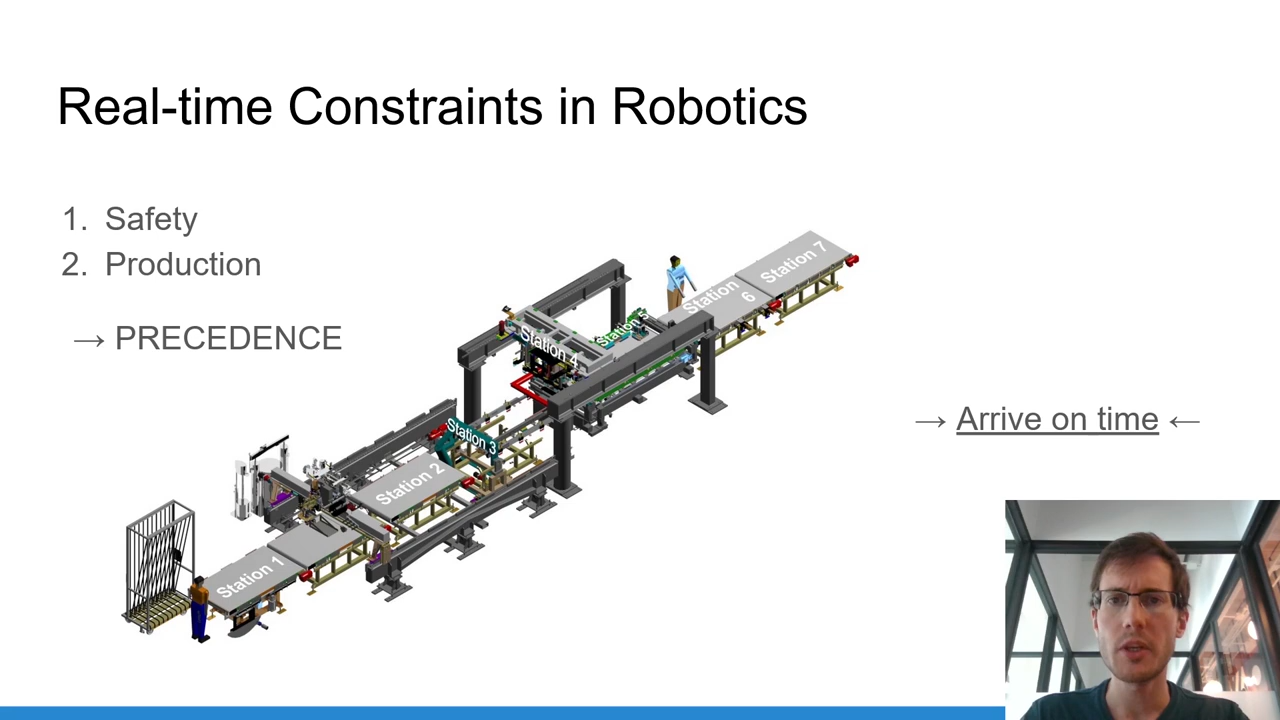 Real-time Constraints in Robotics
1. Safety
2. Production
→ PRECEDENCE
Station 7
Station
6
Station 5
Station 4
→ Arrive on time ←
Station 3
Station 2
Station 1